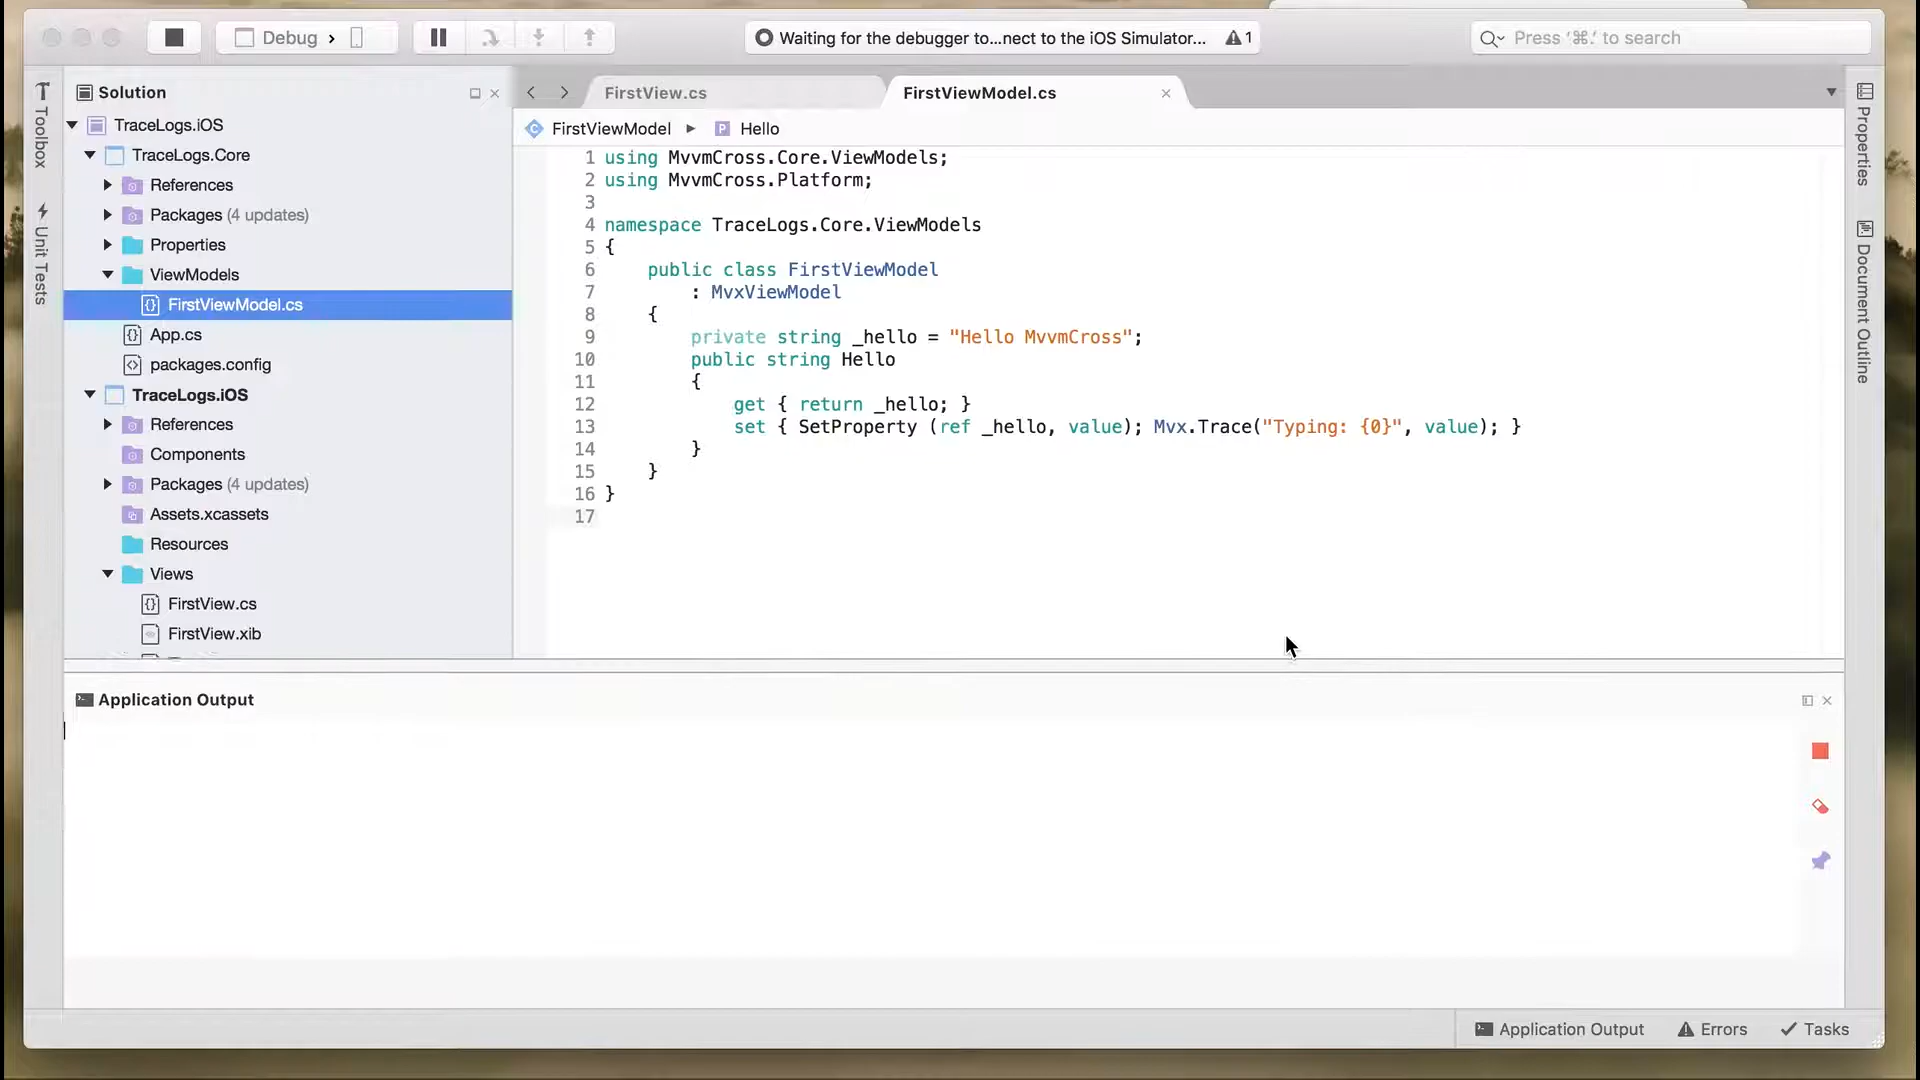 Debug
Waiting for the debugger to...nect to the iOS Simulator...
1
Press '⌘.' to search
Toolbox
Unit Tests
Solution
TraceLogs.iOS
TraceLogs.Core
References
Packages (4 updates)
Properties
ViewModels
FirstViewModel.cs
App.cs
packages.config
TraceLogs.iOS
References
Components
Packages (4 updates)
Assets.xcassets
Resources
Views
FirstView.cs
FirstView.xib
FirstView.cs
FirstViewModel.cs
FirstViewModel
Hello
1 using MvvmCross.Core.ViewModels;
2 using MvvmCross.Platform;
3
4 namespace TraceLogs.Core.ViewModels
5 {
6     public class FirstViewModel
7         : MvxViewModel
8     {
9         private string _hello = "Hello MvvmCross";
10         public string Hello
11         {
12             get { return _hello; }
13             set { SetProperty (ref _hello, value); Mvx.Trace("Typing: {0}", value); }
14         }
15     }
16 }
17
Properties
Document Outline
Application Output
Application Output
Errors
Tasks